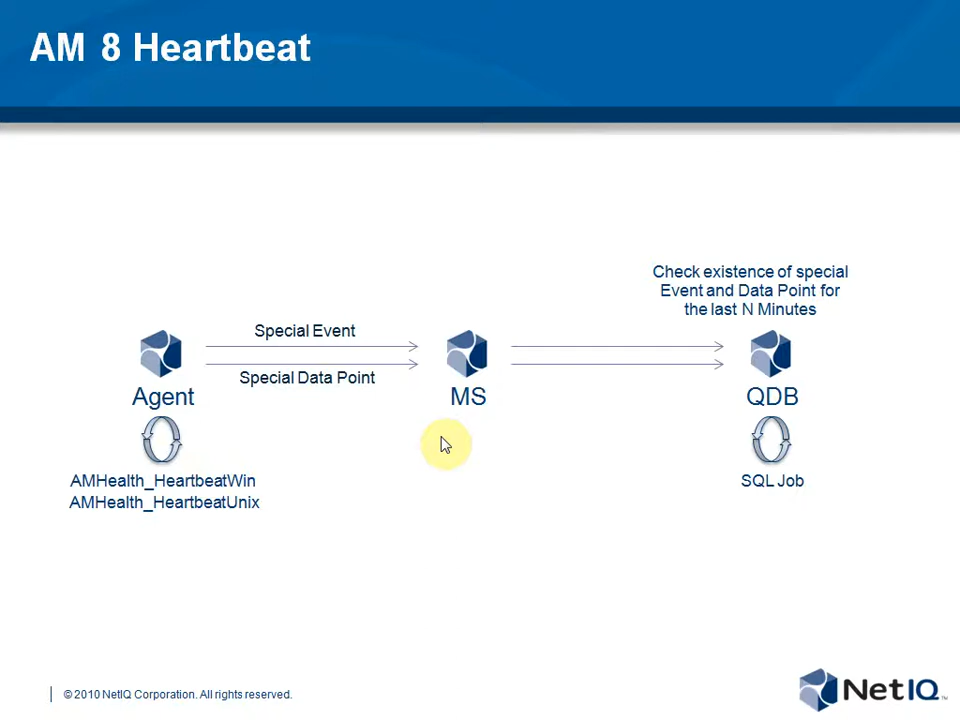 AM 8 Heartbeat
Check existence of special
Event and Data Point for
the last N Minutes
Special Event
Special Data Point
Agent
MS
QDB
AMHealth_HeartbeatWin
AMHealth_HeartbeatUnix
SQL Job
© 2010 NetIQ Corporation. All rights reserved.
NetIQ™